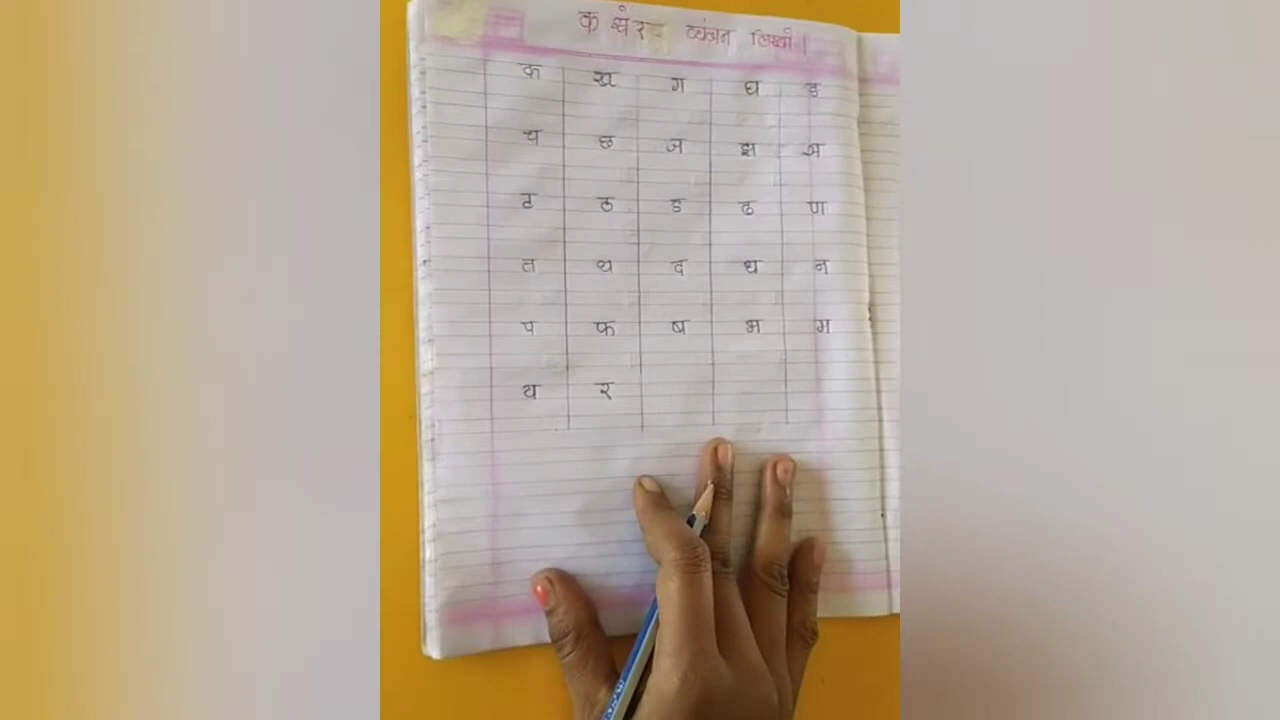 क से र व्यंजन लिखो।
क ख ग घ ड
च छ ज झ ञ
ट ठ ड ढ ण
त थ द ध न
प फ ब भ म
य र